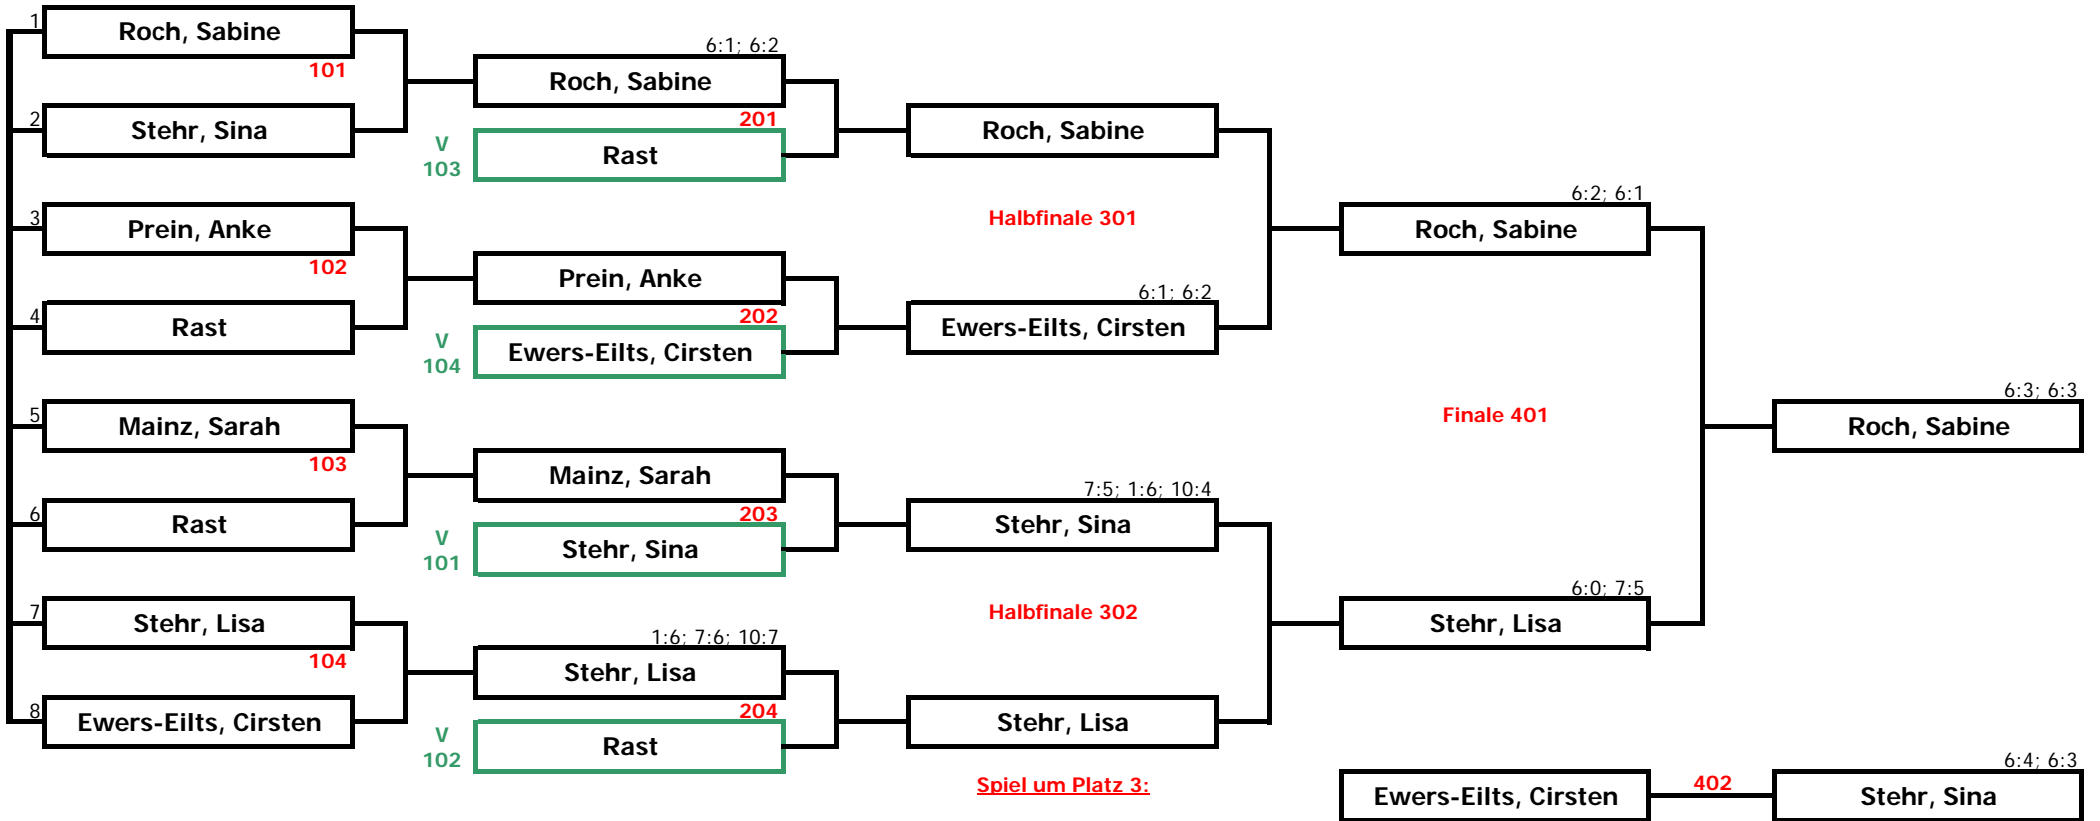 1
Roch, Sabine
101
2
Stehr, Sina
3
Prein, Anke
102
4
Rast
5
Mainz, Sarah
103
6
Rast
7
Stehr, Lisa
104
8
Ewers-Eilts, Cirsten
6:1; 6:2
Roch, Sabine
201
V
103
Rast
Prein, Anke
202
V
104
Ewers-Eilts, Cirsten
Mainz, Sarah
203
V
101
Stehr, Sina
1:6; 7:6; 10:7
Stehr, Lisa
204
V
102
Rast
Roch, Sabine
Halbfinale 301
6:1; 6:2
Ewers-Eilts, Cirsten
7:5; 1:6; 10:4
Stehr, Sina
Halbfinale 302
Stehr, Lisa
Spiel um Platz 3:
6:2; 6:1
Roch, Sabine
Finale 401
6:0; 7:5
Stehr, Lisa
6:3; 6:3
Roch, Sabine
Ewers-Eilts, Cirsten
402
6:4; 6:3
Stehr, Sina